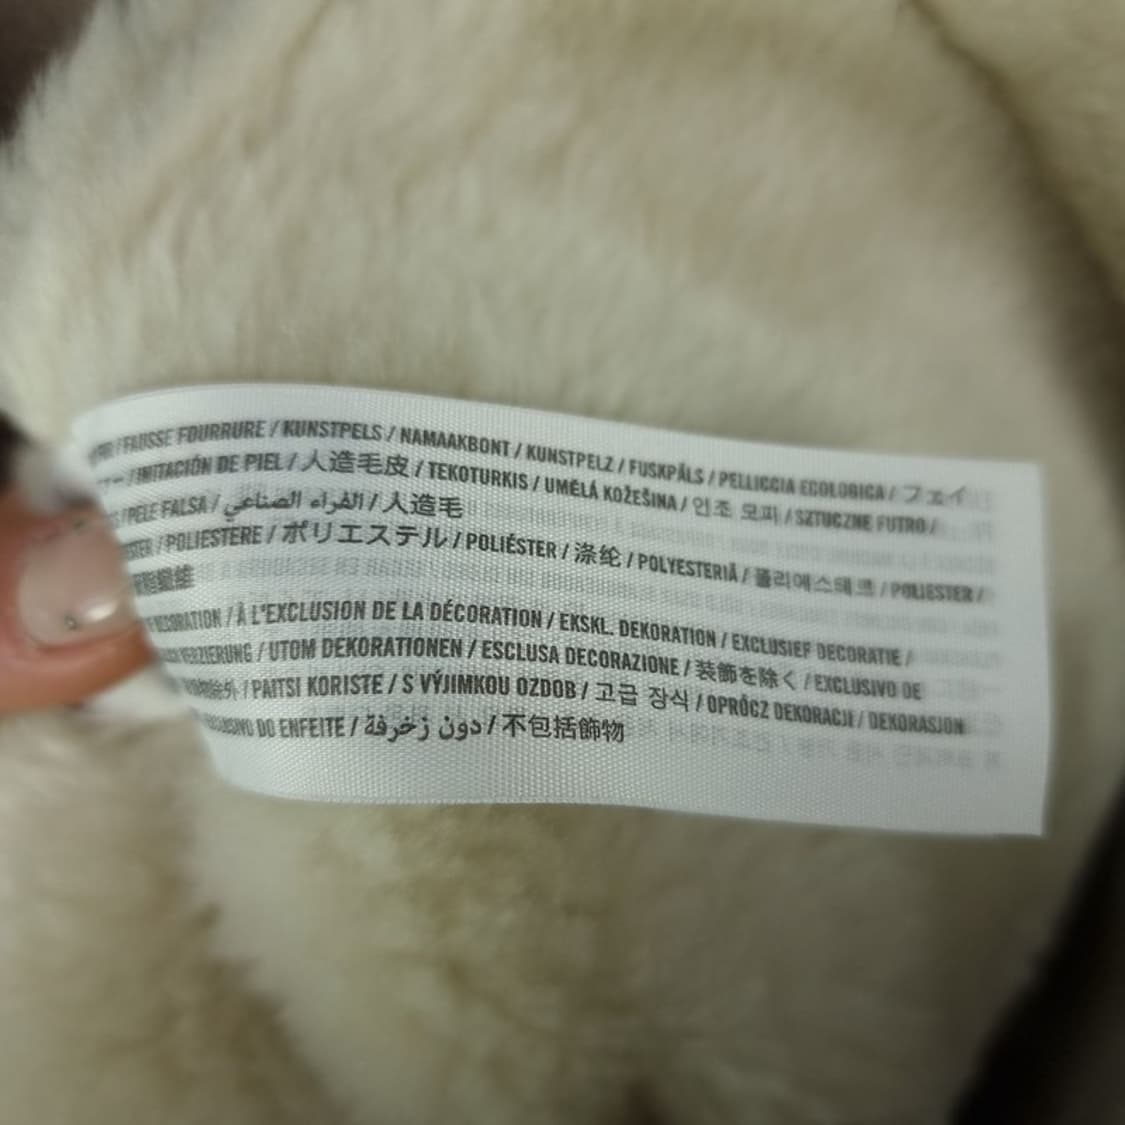 / FAUSSE FOURRURE / KUNSTPELS / NAMAAKBONT / KUNSTPELZ / FUSKPÄLS / PELLICCIA ECOLOGICA / フェイ
/ IMITACIÓN DE PIEL / 人造毛皮 / TEKOTURKIS / UMĚLÁ KOŽEŠINA / 인조 모피 / SZTUCZNE FUTRO /
/ PELE FALSA / الفراء الصناعي / 人造毛
/ POLIESTERE / ポリエステル / POLIÉSTER / 涤纶 / POLYESTERIÄ / 폴리에스테르 / POLIESTER /
/ À L'EXCLUSION DE LA DÉCORATION / EKSKL. DEKORATION / EXCLUSIEF DECORATIE /
/ UTOM DEKORATIONEN / ESCLUSA DECORAZIONE / 装飾を除く / EXCLUSIVO DE
/ PAITSI KORISTE / S VÝJIMKOU OZDOB / 고급 장식 / OPRÓCZ DEKORACJI / DEKORASJON
DO ENFEITE / دون زخرفة / 不包括飾物